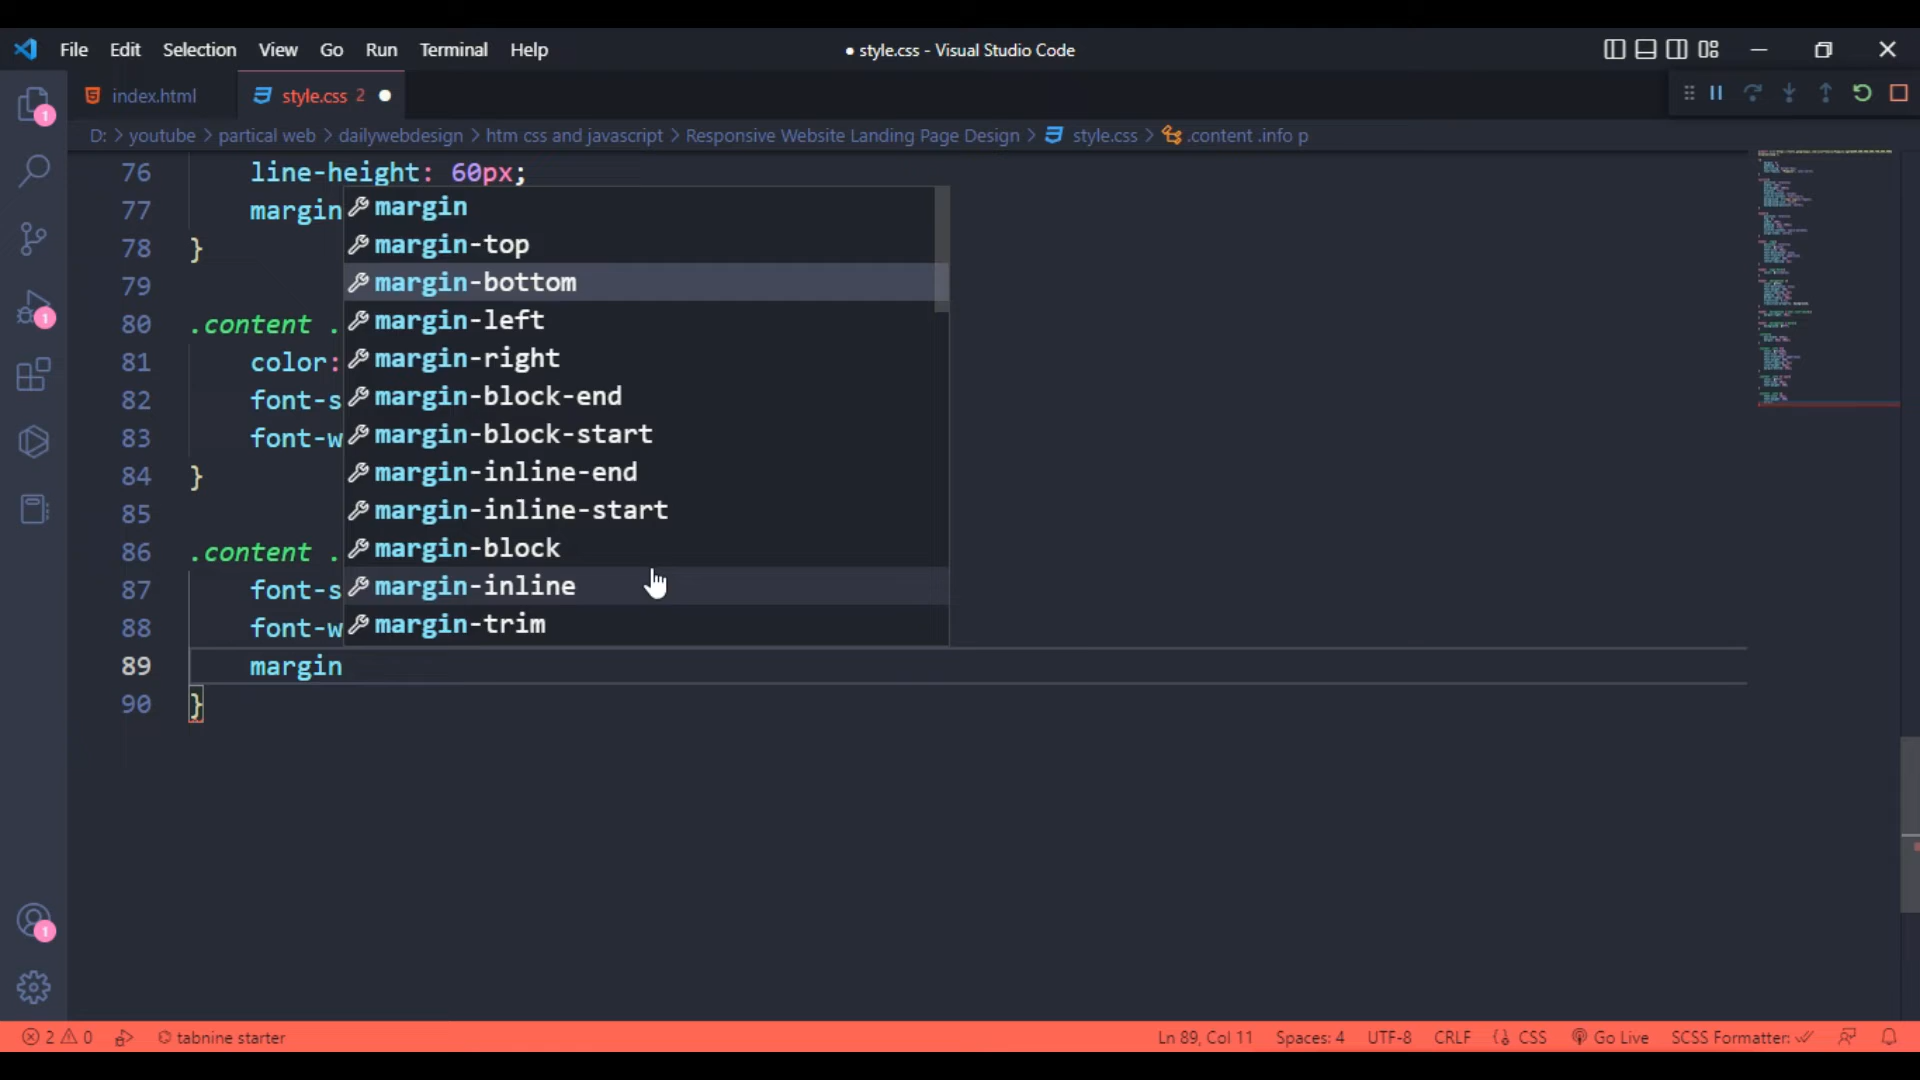 File Edit Selection View Go Run Terminal Help
● style.css - Visual Studio Code
index.html
style.css 2 ●
D: > youtube > partical web > dailywebdesign > htm css and javascript > Responsive Website Landing Page Design > style.css > .content .info p
76 line-height: 60px;
77 margin
78 }
79
80 .content .
81 color:
82 font-s
83 font-w
84 }
85
86 .content .
87 font-s
88 font-w
89 margin
90 }
margin
margin-top
margin-bottom
margin-left
margin-right
margin-block-end
margin-block-start
margin-inline-end
margin-inline-start
margin-block
margin-inline
margin-trim
1
1
1
2 0 tabnine starter
Ln 89, Col 11 Spaces: 4 UTF-8 CRLF CSS Go Live SCSS Formatter: